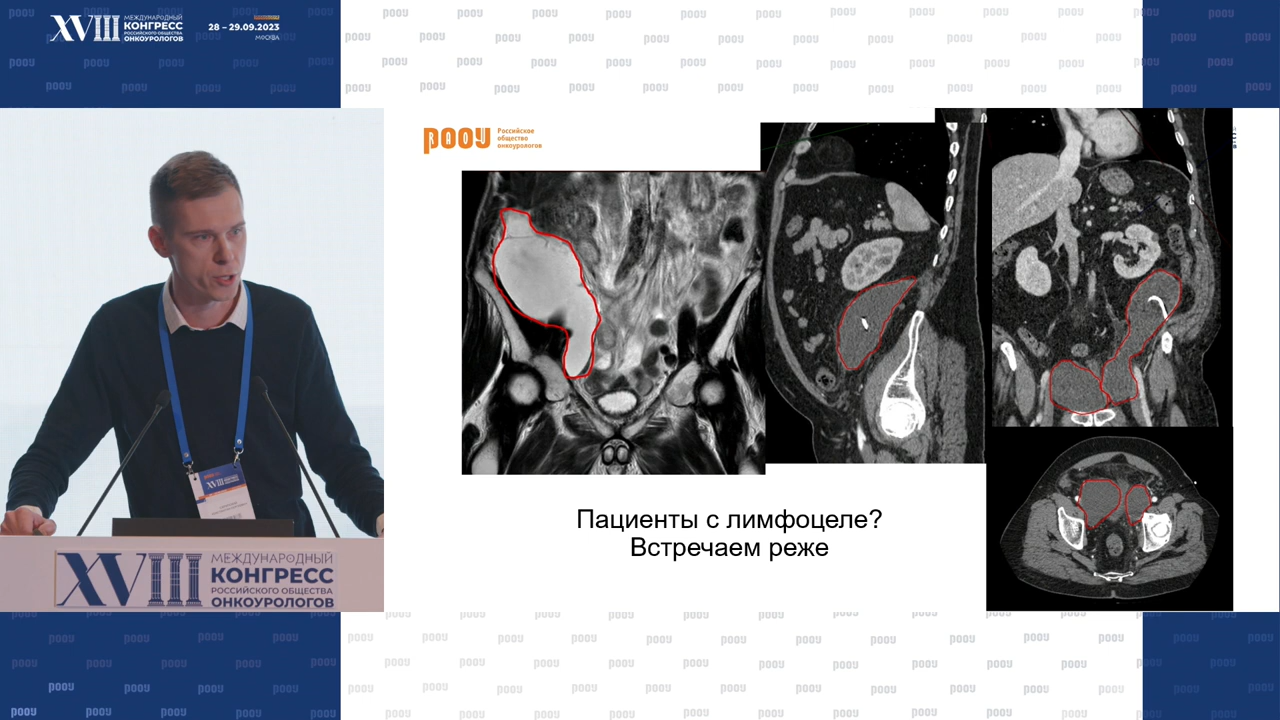 XVIII
МЕЖДУНАРОДНЫЙ
КОНГРЕСС
РОССИЙСКОГО ОБЩЕСТВА
ОНКОУРОЛОГОВ
28 – 29.09.2023
МОСКВА
РООУ
Российское
общество
онкоурологов
Пациенты с лимфоцеле?
Встречаем реже
XVIII
МЕЖДУНАРОДНЫЙ
КОНГРЕСС
РОССИЙСКОГО ОБЩЕСТВА
ОНКОУРОЛОГОВ